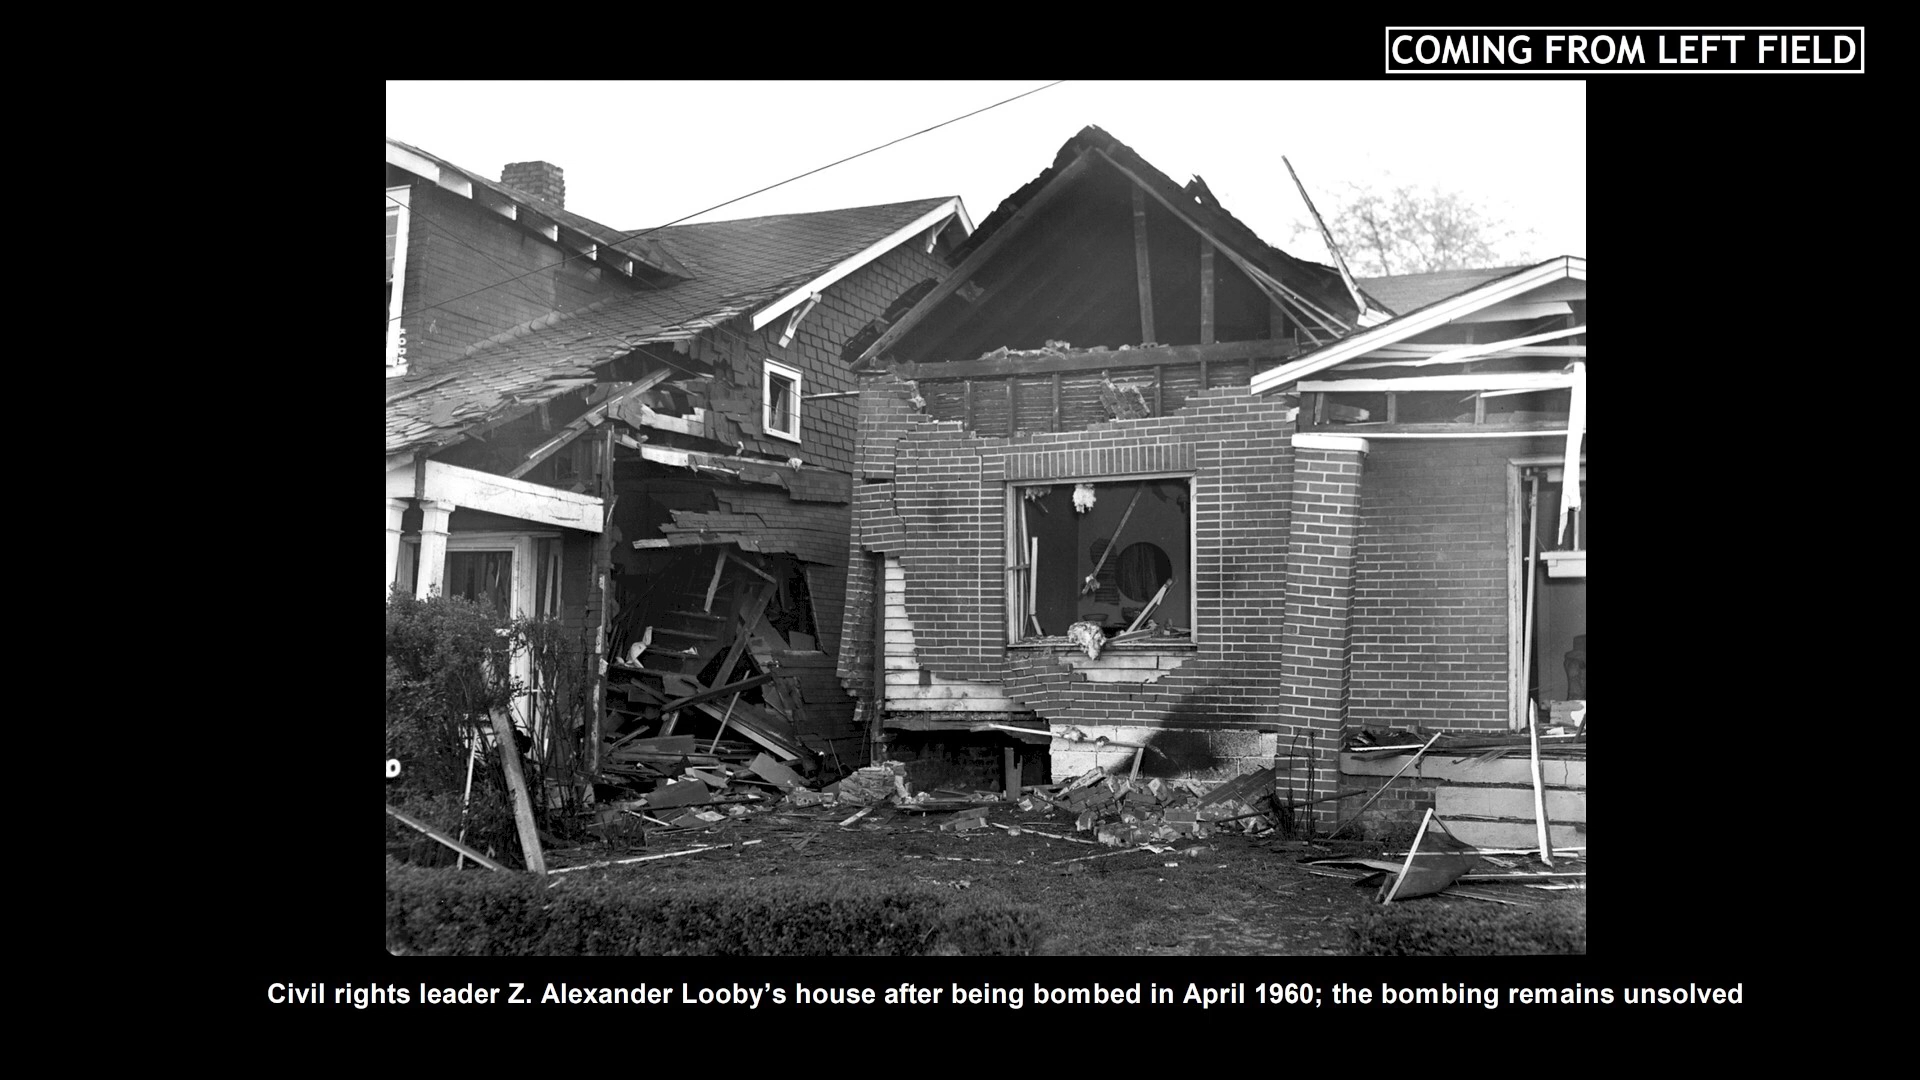 COMING FROM LEFT FIELD
Civil rights leader Z. Alexander Looby’s house after being bombed in April 1960; the bombing remains unsolved